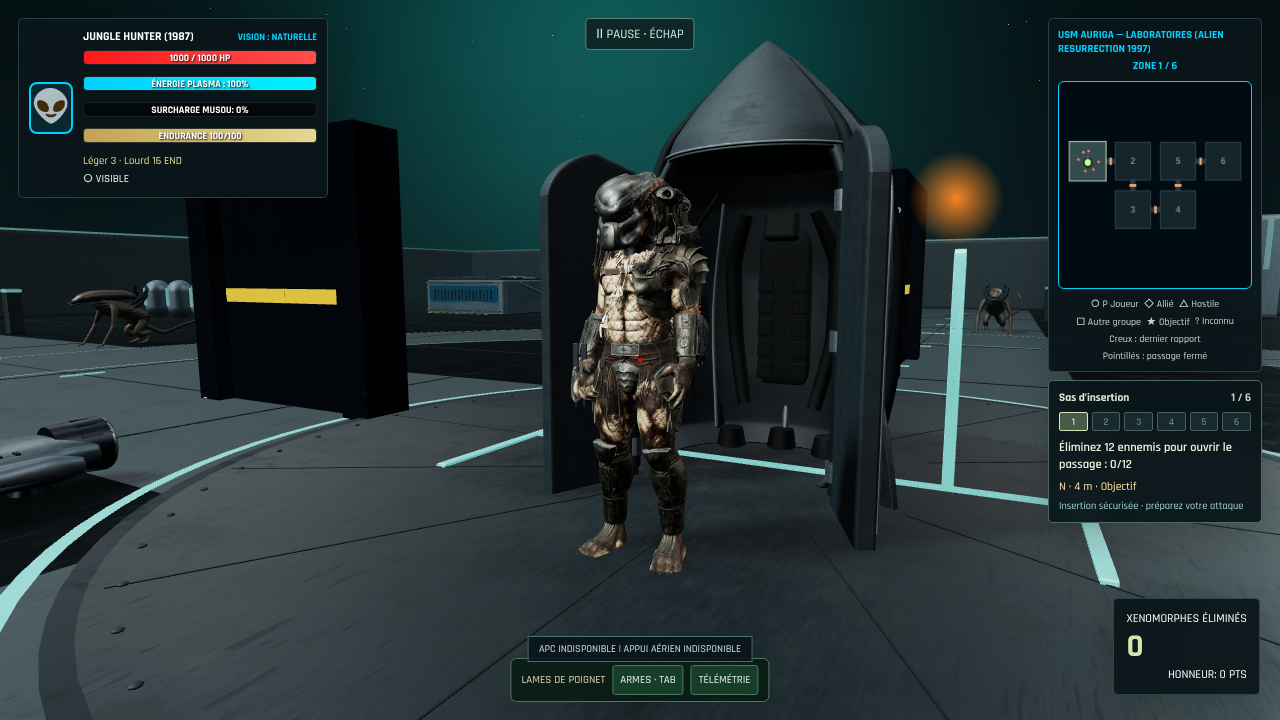 JUNGLE HUNTER (1987)
VISION : NATURELLE
1000 / 1000 HP
ÉNERGIE PLASMA : 100%
SURCHARGE MUSOU: 0%
ENDURANCE 100/100
Léger 3 · Lourd 16 END
VISIBLE
PAUSE · ÉCHAP
USM AURIGA — LABORATOIRES (ALIEN
RESURRECTION 1997)
ZONE 1 / 6
2
5
6
3
4
P Joueur
Allié
Hostile
Autre groupe
Objectif
? Inconnu
Creux : dernier rapport
Pointillés : passage fermé
Sas d'insertion
1 / 6
1
2
3
4
5
6
Éliminez 12 ennemis pour ouvrir le
passage : 0/12
N · 4 m · Objectif
Insertion sécurisée · préparez votre attaque
XENOMORPHES ÉLIMINÉS
0
HONNEUR: 0 PTS
APC INDISPONIBLE | APPUI AÉRIEN INDISPONIBLE
LAMES DE POIGNET
ARMES · TAB
TÉLÉMÉTRIE